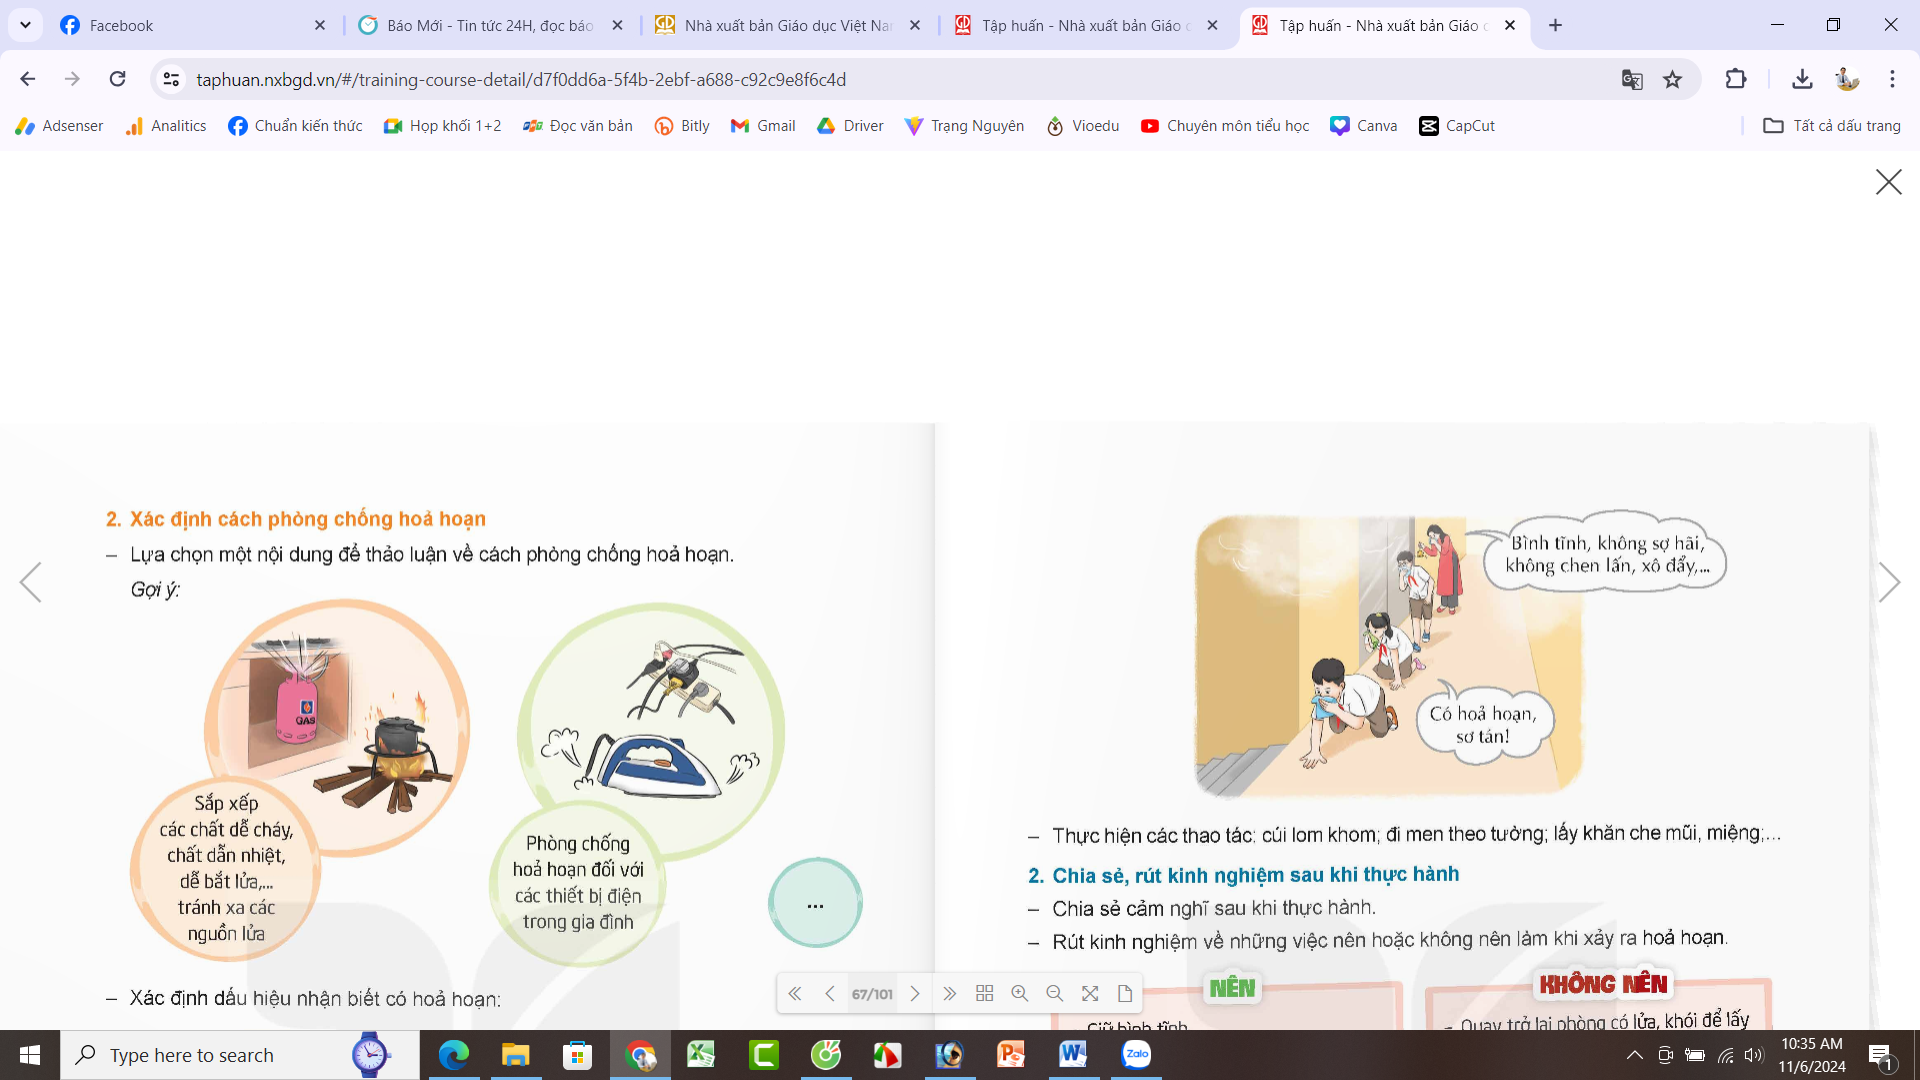 Facebook
Báo Mới - Tin tức 24H, đọc báo
Nhà xuất bản Giáo dục Việt Na
Tập huấn - Nhà xuất bản Giáo
Tập huấn - Nhà xuất bản Giáo
taphuan.nxbgd.vn/#/training-course-detail/d7f0dd6a-5f4b-2ebf-a688-c92c9e8f6c4d
Adsenser
Analitics
Chuẩn kiến thức
Họp khối 1+2
Đọc văn bản
Bitly
Gmail
Driver
Trạng Nguyên
Vioedu
Chuyên môn tiểu học
Canva
CapCut
Tất cả dấu trang
2. Xác định cách phòng chống hoả hoạn
– Lựa chọn một nội dung để thảo luận về cách phòng chống hoả hoạn.
Gợi ý:
GAS
Sắp xếp
các chất dễ cháy,
chất dẫn nhiệt,
dễ bắt lửa,...
tránh xa các
nguồn lửa
Phòng chống
hoả hoạn đối với
các thiết bị điện
trong gia đình
...
– Xác định dấu hiệu nhận biết có hoả hoạn:
Bình tĩnh, không sợ hãi,
không chen lấn, xô đẩy,...
Có hoả hoạn,
sơ tán!
– Thực hiện các thao tác: cúi lom khom; đi men theo tường; lấy khăn che mũi, miệng;...
2. Chia sẻ, rút kinh nghiệm sau khi thực hành
– Chia sẻ cảm nghĩ sau khi thực hành.
– Rút kinh nghiệm về những việc nên hoặc không nên làm khi xảy ra hoả hoạn.
NÊN
KHÔNG NÊN
– Giữ bình tĩnh
– Quay trở lại phòng có lửa, khói để lấy
67/101
Type here to search
Zalo
10:35 AM
11/6/2024
1